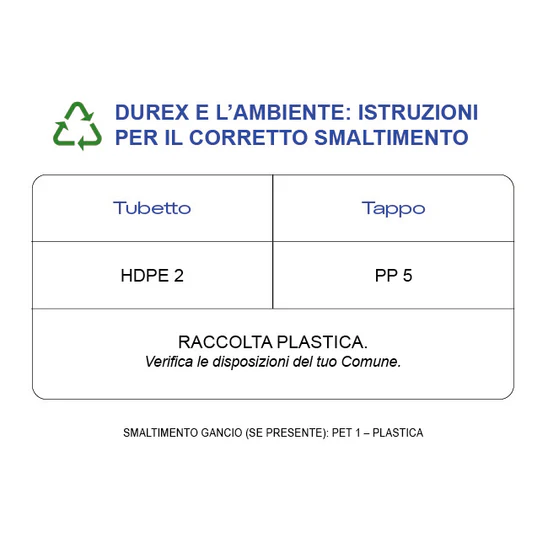 DUREX E L’AMBIENTE: ISTRUZIONI
PER IL CORRETTO SMALTIMENTO
Tubetto
Tappo
HDPE 2
PP 5
RACCOLTA PLASTICA.
Verifica le disposizioni del tuo Comune.
SMALTIMENTO GANCIO (SE PRESENTE): PET 1 – PLASTICA